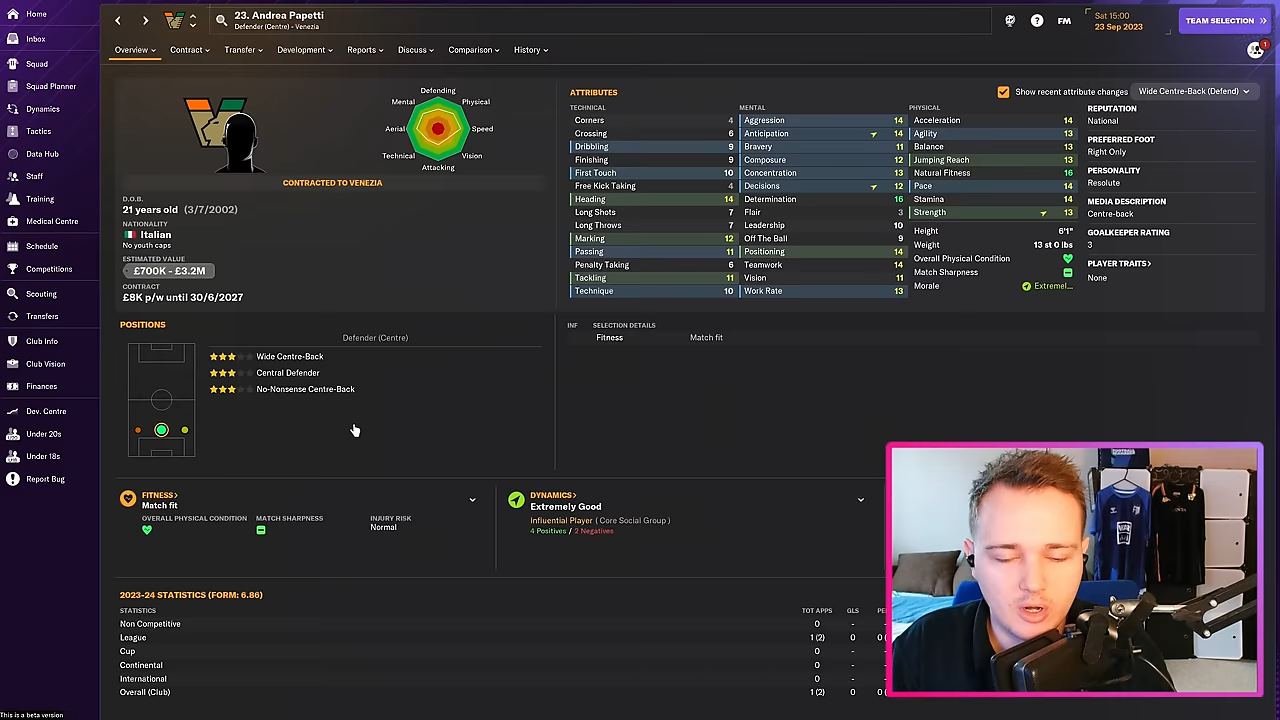 Home
Inbox
Squad
Squad Planner
Dynamics
Tactics
Data Hub
Staff
Training
Medical Centre
Schedule
Competitions
Scouting
Transfers
Club Info
Club Vision
Finances
Dev. Centre
Under 20s
Under 18s
Report Bug
This is a beta version
23. Andrea Papetti
Defender (Centre) - Venezia
FM
Sat 15:00
23 Sep 2023
TEAM SELECTION
1
Overview
Contract
Transfer
Development
Reports
Discuss
Comparison
History
CONTRACTED TO VENEZIA
D.O.B.
21 years old (3/7/2002)
NATIONALITY
Italian
No youth caps
ESTIMATED VALUE
£700K - £3.2M
CONTRACT
£8K p/w until 30/6/2027
Defending
Mental Physical
Aerial Speed
Technical Vision
Attacking
ATTRIBUTES
Show recent attribute changes
Wide Centre-Back (Defend)
TECHNICAL
Corners 4
Crossing 6
Dribbling 9
Finishing 9
First Touch 10
Free Kick Taking 4
Heading 14
Long Shots 7
Long Throws 7
Marking 12
Passing 11
Penalty Taking 6
Tackling 11
Technique 10
MENTAL
Aggression 14
Anticipation 14
Bravery 11
Composure 12
Concentration 13
Decisions 12
Determination 16
Flair 3
Leadership 10
Off The Ball 9
Positioning 14
Teamwork 14
Vision 11
Work Rate 13
PHYSICAL
Acceleration 14
Agility 13
Balance 13
Jumping Reach 13
Natural Fitness 16
Pace 14
Stamina 14
Strength 13
Height 6'1"
Weight 13 st 0 lbs
Overall Physical Condition
Match Sharpness
Morale Extremel...
REPUTATION
National
PREFERRED FOOT
Right Only
PERSONALITY
Resolute
MEDIA DESCRIPTION
Centre-back
GOALKEEPER RATING
3
PLAYER TRAITS
None
POSITIONS
Defender (Centre)
Wide Centre-Back
Central Defender
No-Nonsense Centre-Back
INF SELECTION DETAILS
Fitness Match fit
FITNESS
Match fit
OVERALL PHYSICAL CONDITION MATCH SHARPNESS INJURY RISK
Normal
DYNAMICS
Extremely Good
Influential Player ( Core Social Group )
4 Positives / 2 Negatives
2023-24 STATISTICS (FORM: 6.86)
STATISTICS TOT APPS GLS
Non Competitive 0 -
League 1 (2) 0 0
Cup 0 -
Continental 0 -
International 0 -
Overall (Club) 1 (2) 0 0